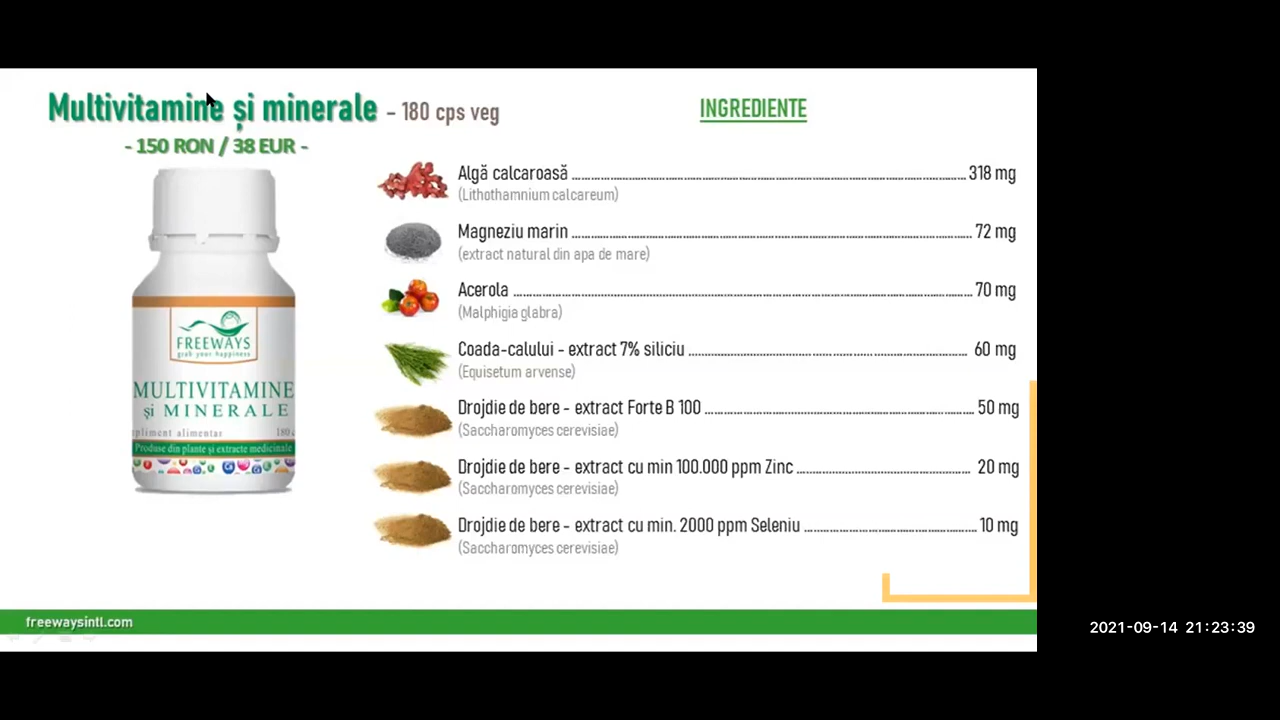 Multivitamine și minerale - 180 cps veg
- 150 RON / 38 EUR -
INGREDIENTE
Algă calcaroasă ........ 318 mg
(Lithothamnium calcareum)
Magneziu marin ........ 72 mg
(extract natural din apa de mare)
Acerola ........ 70 mg
(Malphigia glabra)
Coada-calului - extract 7% siliciu ........ 60 mg
(Equisetum arvense)
Drojdie de bere - extract Forte B 100 ........ 50 mg
(Saccharomyces cerevisiae)
Drojdie de bere - extract cu min 100.000 ppm Zinc ........ 20 mg
(Saccharomyces cerevisiae)
Drojdie de bere - extract cu min. 2000 ppm Seleniu ........ 10 mg
(Saccharomyces cerevisiae)
FREEWAYS
grab your happiness
MULTIVITAMINE
și MINERALE
pliment alimentar 180 c
Produse din plante și extracte medicinale
freewaysintl.com
2021-09-14 21:23:39